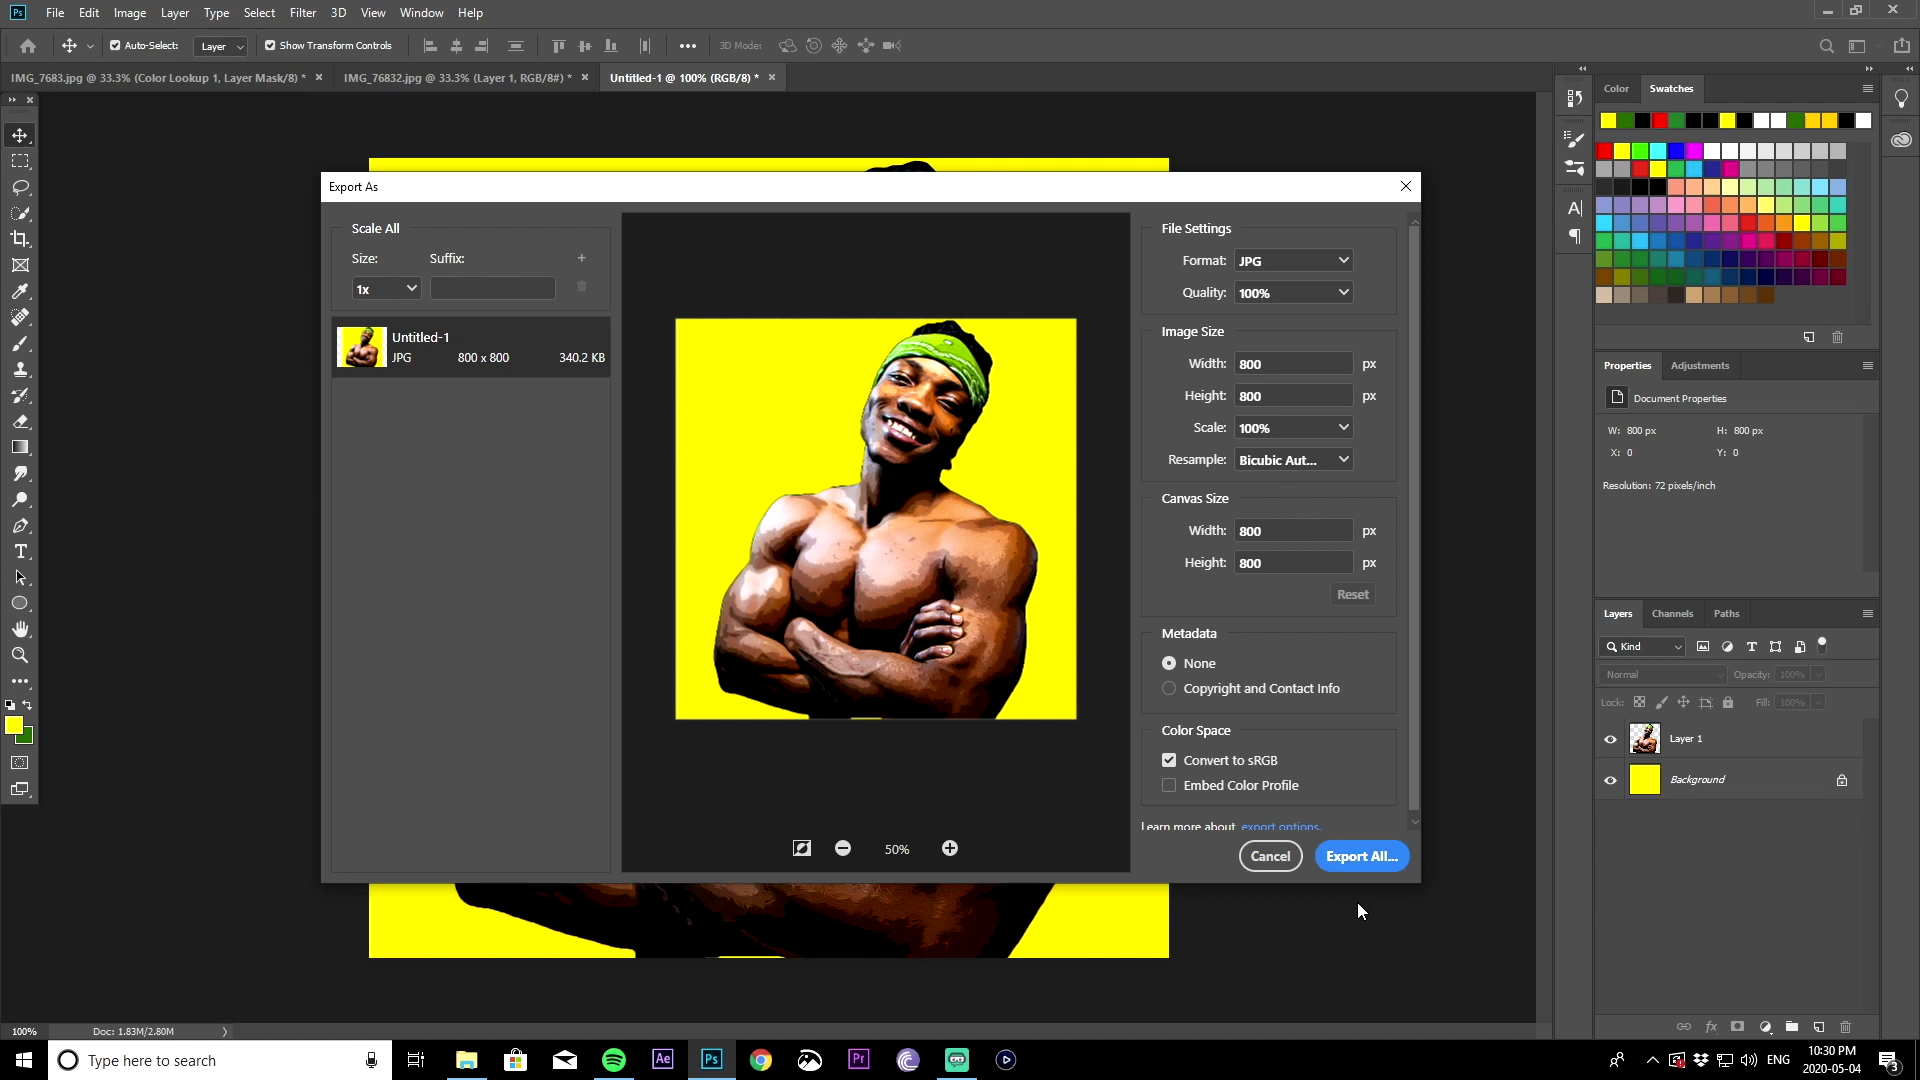 Ps File Edit Image Layer Type Select Filter 3D View Window Help
Auto-Select: Layer Show Transform Controls 3D Mode:
IMG_7683.jpg @ 33.3% (Color Lookup 1, Layer Mask/8) * IMG_76832.jpg @ 33.3% (Layer 1, RGB/8#) * Untitled-1 @ 100% (RGB/8) *
Color Swatches
Export As
Scale All
Size: Suffix:
1x
Untitled-1
JPG 800 x 800 340.2 KB
50%
File Settings
Format: JPG
Quality: 100%
Image Size
Width: 800 px
Height: 800 px
Scale: 100%
Resample: Bicubic Aut...
Canvas Size
Width: 800 px
Height: 800 px
Reset
Metadata
None
Copyright and Contact Info
Color Space
Convert to sRGB
Embed Color Profile
Learn more about export options.
Cancel Export All...
Properties Adjustments
Document Properties
W: 800 px H: 800 px
X: 0 Y: 0
Resolution: 72 pixels/inch
Layers Channels Paths
Kind
Normal Opacity: 100%
Lock: Fill: 100%
Layer 1
Background
100% Doc: 1.83M/2.80M
Type here to search
Ae Ps Pr
ENG
10:30 PM
2020-05-04
3